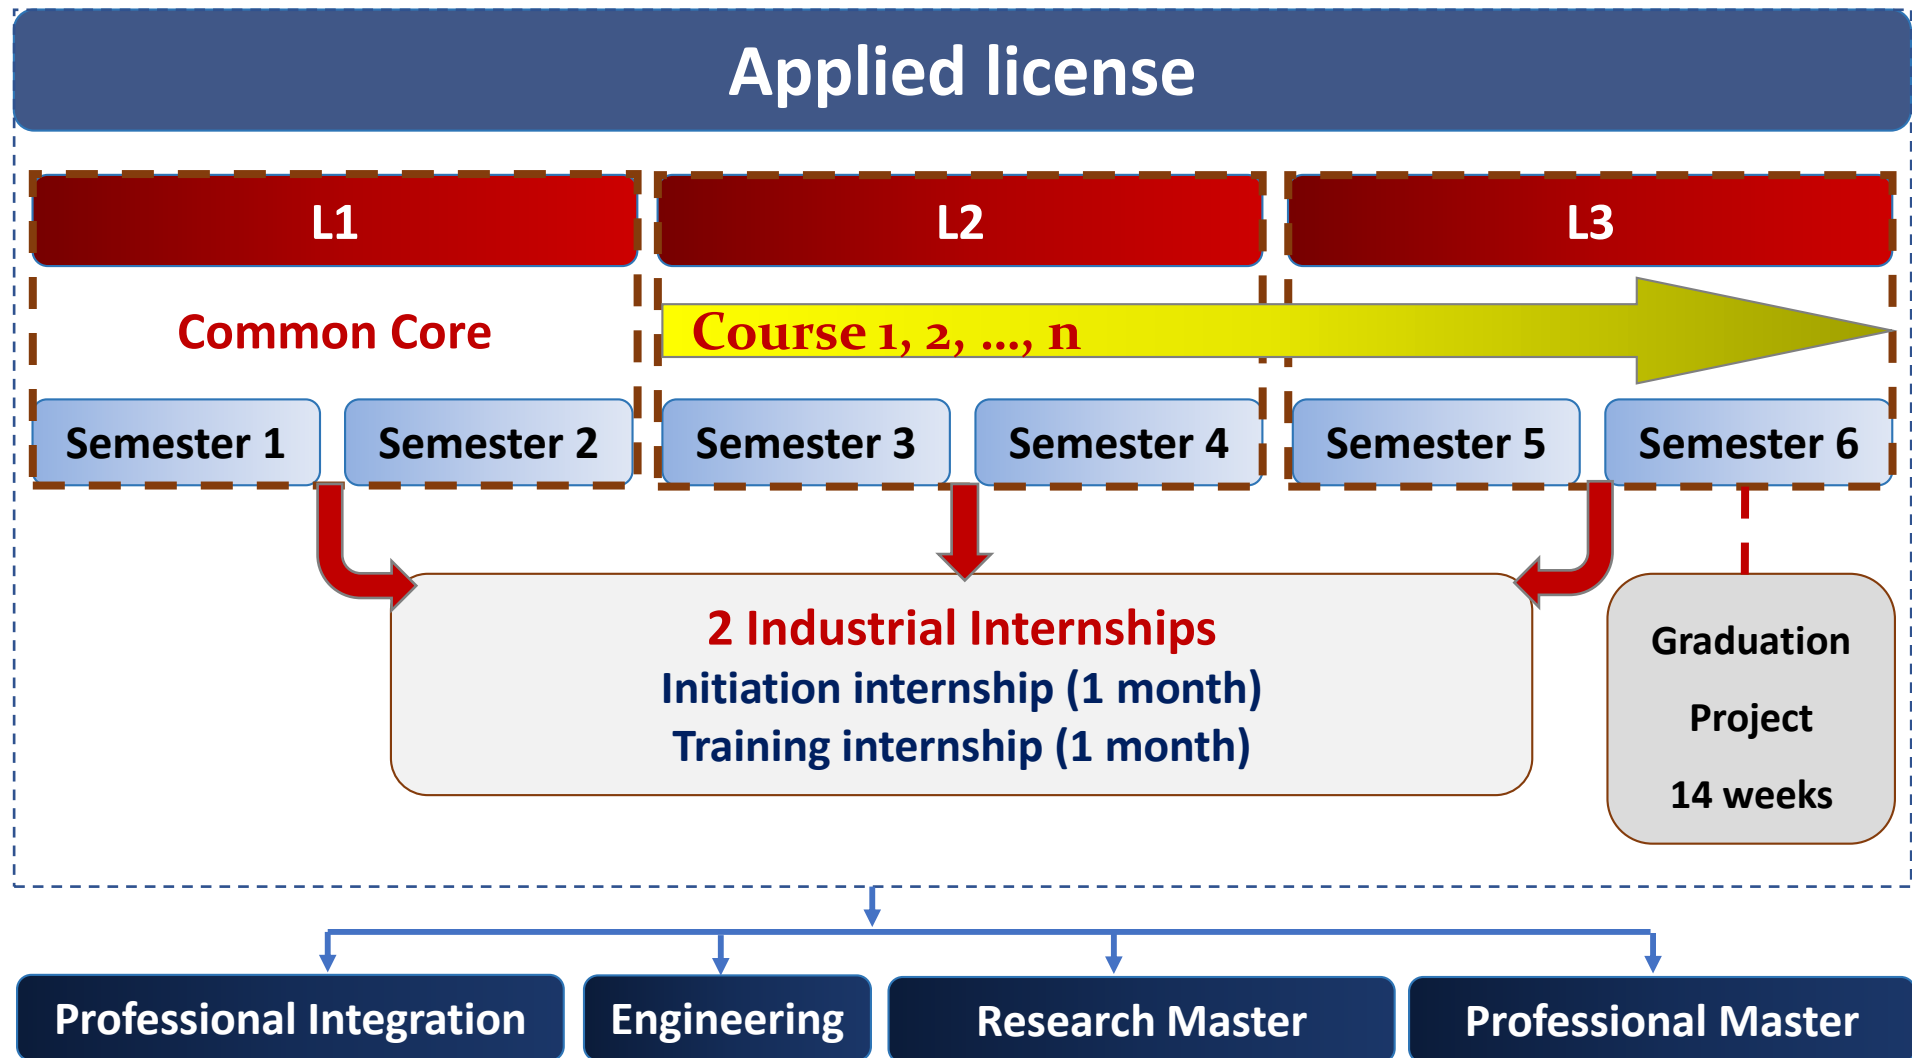 Applied license
L1
L2
L3
Common Core
Course 1, 2, ..., n
Semester 1
Semester 2
Semester 3
Semester 4
Semester 5
Semester 6
2 Industrial Internships
Initiation internship (1 month)
Training internship (1 month)
Graduation
Project
14 weeks
Professional Integration
Engineering
Research Master
Professional Master